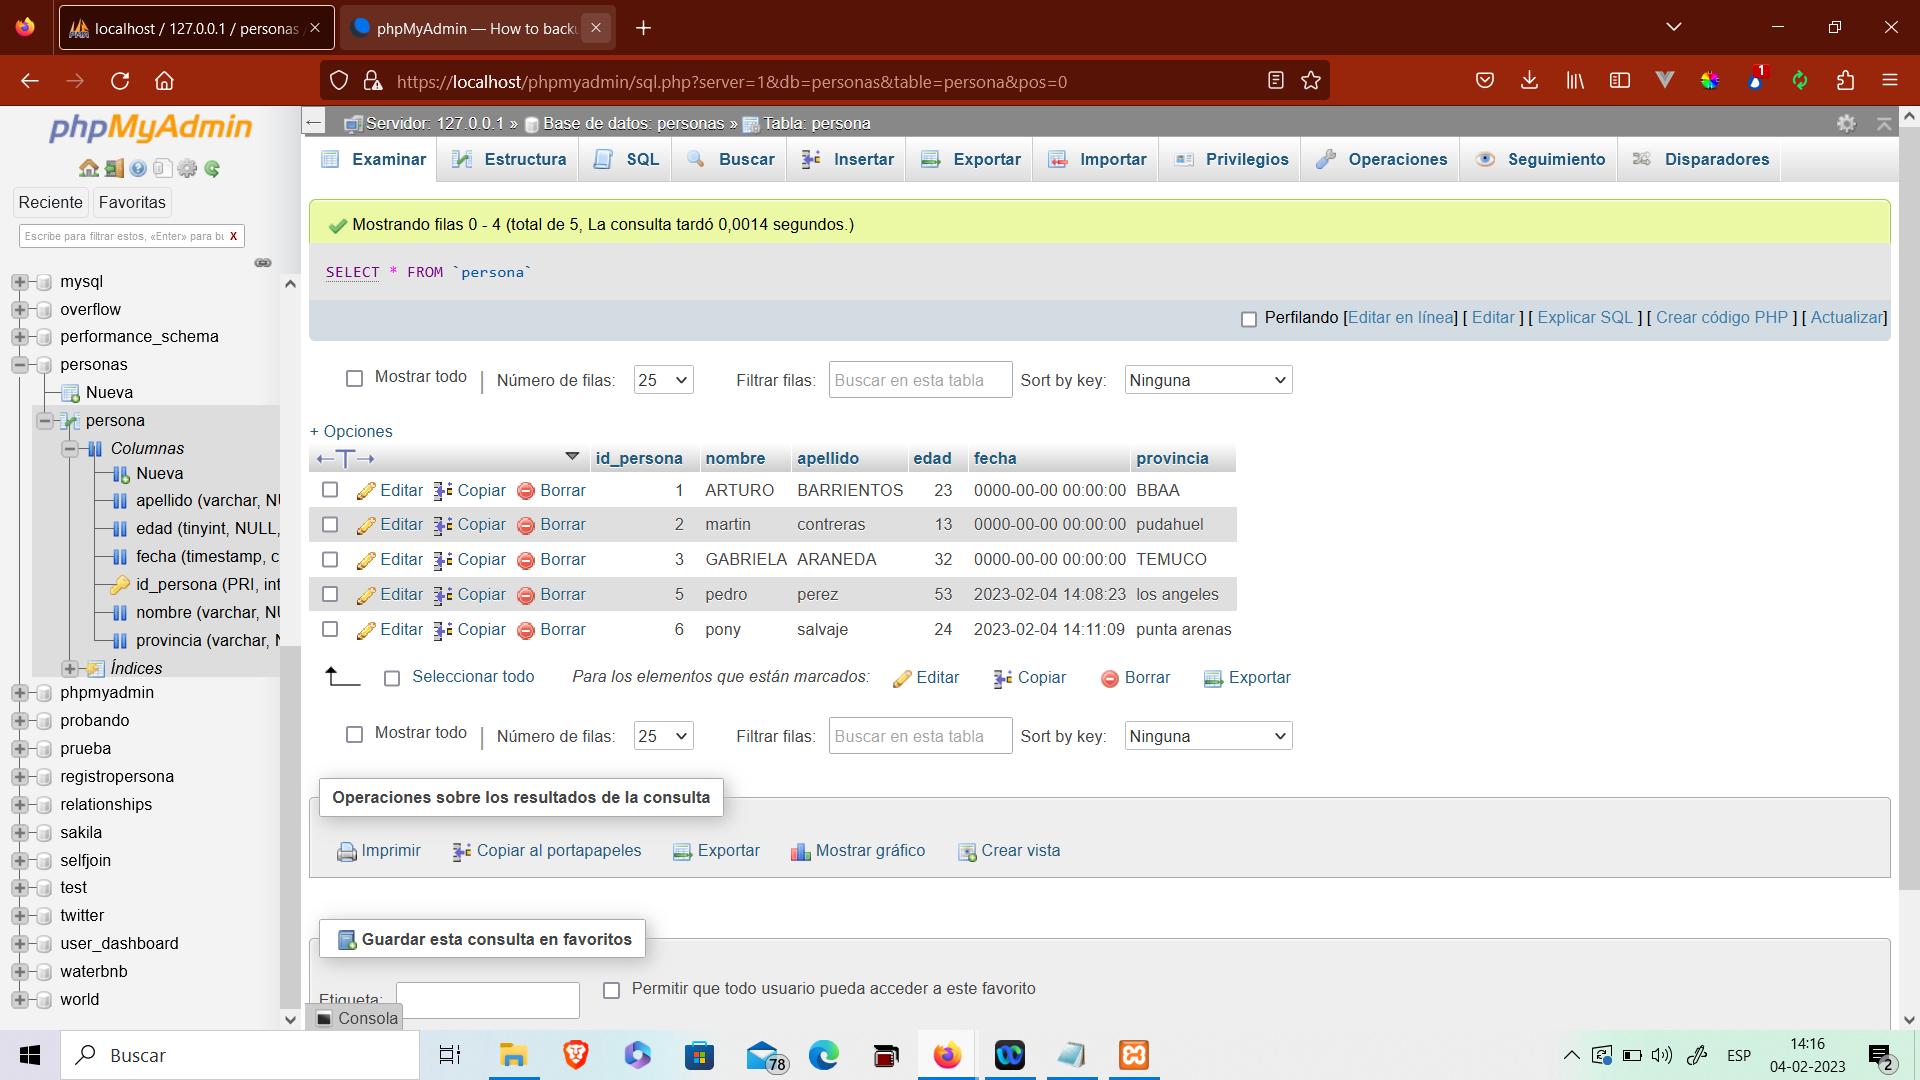 localhost / 127.0.0.1 / personas
phpMyAdmin — How to back
https://localhost/phpmyadmin/sql.php?server=1&db=personas&table=persona&pos=0
1
phpMyAdmin
Servidor: 127.0.0.1 » Base de datos: personas » Tabla: persona
Examinar Estructura SQL Buscar Insertar Exportar Importar Privilegios Operaciones Seguimiento Disparadores
Reciente Favoritas
Escribe para filtrar estos, «Enter» para bu X
mysql
overflow
performance_schema
personas
Nueva
persona
Columnas
Nueva
apellido (varchar, NU
edad (tinyint, NULL,
fecha (timestamp, c
id_persona (PRI, int
nombre (varchar, NU
provincia (varchar, N
Índices
phpmyadmin
probando
prueba
registropersona
relationships
sakila
selfjoin
test
twitter
user_dashboard
waterbnb
world
Mostrando filas 0 - 4 (total de 5, La consulta tardó 0,0014 segundos.)
SELECT * FROM `persona`
Perfilando [Editar en línea] [ Editar ] [ Explicar SQL ] [ Crear código PHP ] [ Actualizar]
Mostrar todo | Número de filas: 25 Filtrar filas: Buscar en esta tabla Sort by key: Ninguna
+ Opciones
←T→ id_persona nombre apellido edad fecha provincia
Editar Copiar Borrar 1 ARTURO BARRIENTOS 23 0000-00-00 00:00:00 BBAA
Editar Copiar Borrar 2 martin contreras 13 0000-00-00 00:00:00 pudahuel
Editar Copiar Borrar 3 GABRIELA ARANEDA 32 0000-00-00 00:00:00 TEMUCO
Editar Copiar Borrar 5 pedro perez 53 2023-02-04 14:08:23 los angeles
Editar Copiar Borrar 6 pony salvaje 24 2023-02-04 14:11:09 punta arenas
Seleccionar todo Para los elementos que están marcados: Editar Copiar Borrar Exportar
Mostrar todo | Número de filas: 25 Filtrar filas: Buscar en esta tabla Sort by key: Ninguna
Operaciones sobre los resultados de la consulta
Imprimir Copiar al portapapeles Exportar Mostrar gráfico Crear vista
Guardar esta consulta en favoritos
Etiqueta: Permitir que todo usuario pueda acceder a este favorito
Consola
Buscar
78
ESP
14:16
04-02-2023
2